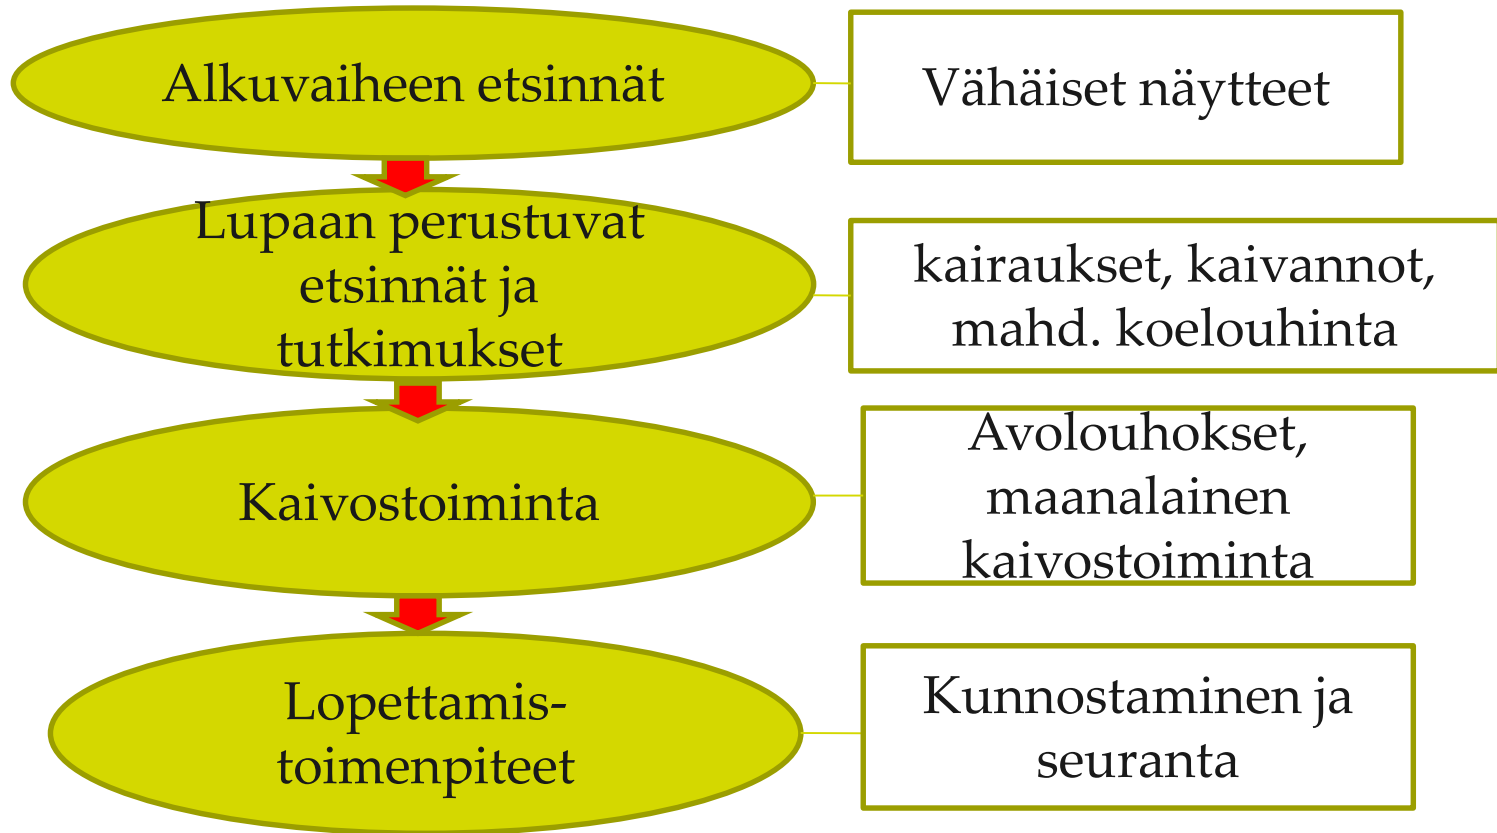 Alkuvaiheen etsinnät
Vähäiset näytteet
Lupaan perustuvat
etsinnät ja
tutkimukset
kairaukset, kaivannot,
mahd. koelouhinta
Kaivostoiminta
Avolouhokset,
maanalainen
kaivostoiminta
Lopettamis-
toimenpiteet
Kunnostaminen ja
seuranta